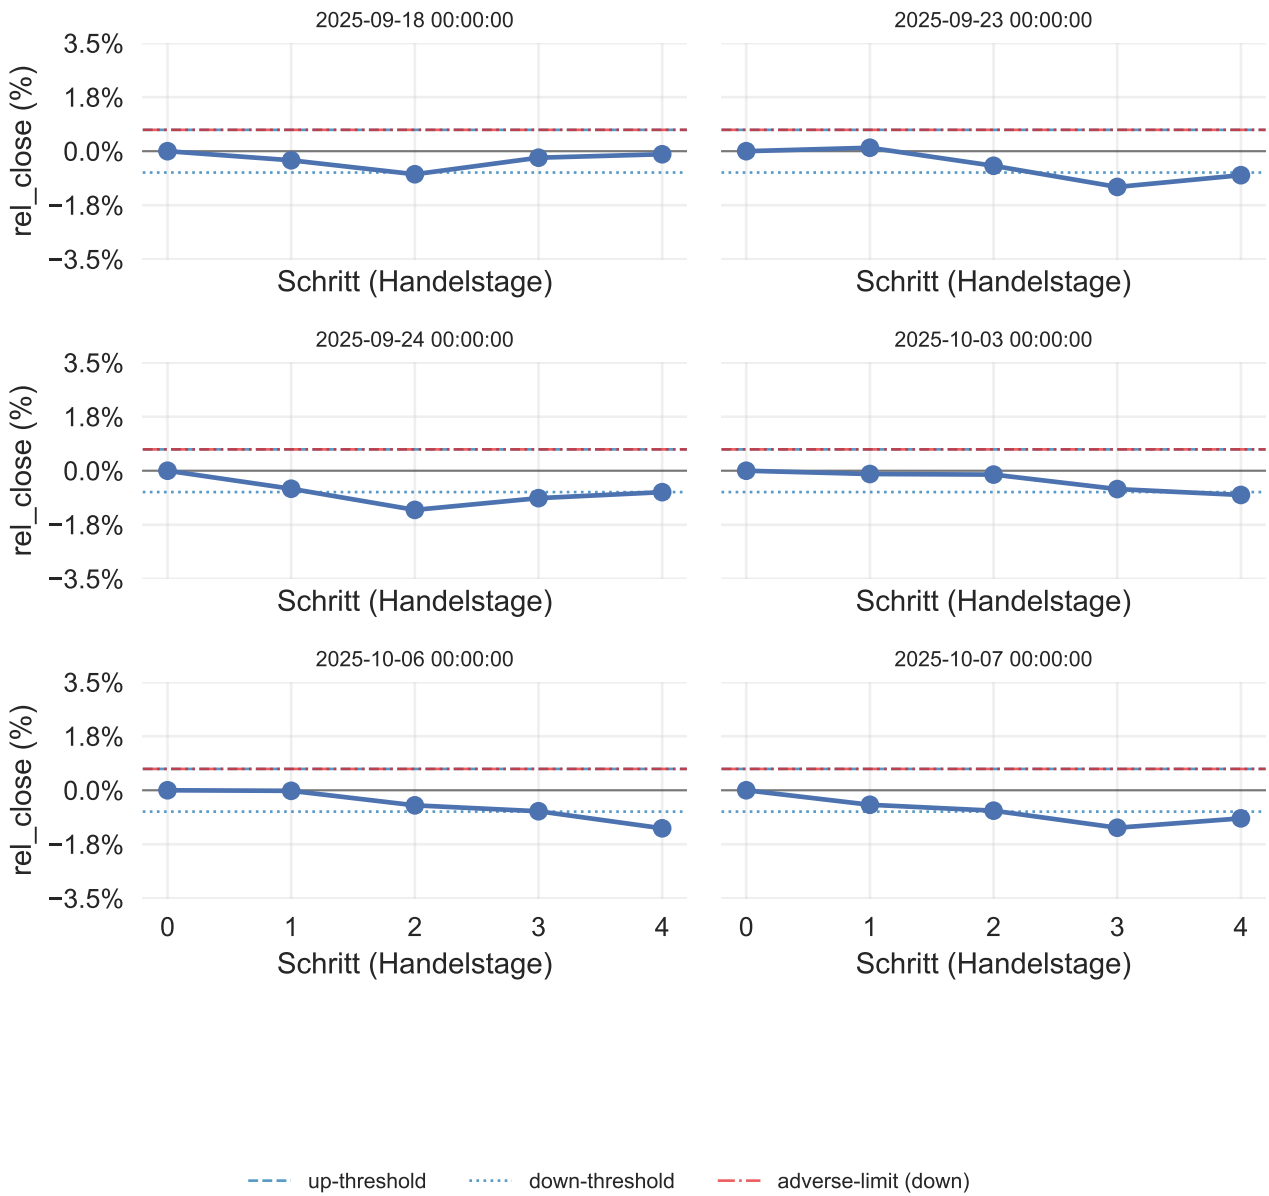 2025-09-18 00:00:00
2025-09-23 00:00:00
rel_close (%)
3.5%
1.8%
0.0%
−1.8%
−3.5%
Schritt (Handelstage)
Schritt (Handelstage)
2025-09-24 00:00:00
2025-10-03 00:00:00
rel_close (%)
3.5%
1.8%
0.0%
−1.8%
−3.5%
Schritt (Handelstage)
Schritt (Handelstage)
2025-10-06 00:00:00
2025-10-07 00:00:00
rel_close (%)
3.5%
1.8%
0.0%
−1.8%
−3.5%
0 1 2 3 4
0 1 2 3 4
Schritt (Handelstage)
Schritt (Handelstage)
up-threshold
down-threshold
adverse-limit (down)